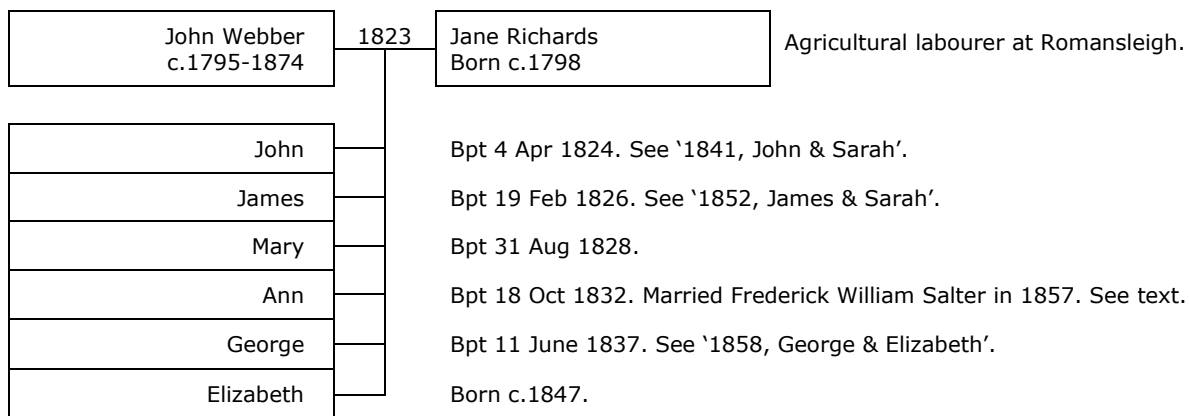 John Webber
c.1795-1874
1823
Jane Richards
Born c.1798
Agricultural labourer at Romansleigh.
John Bpt 4 Apr 1824. See ‘1841, John & Sarah’.
James Bpt 19 Feb 1826. See ‘1852, James & Sarah’.
Mary Bpt 31 Aug 1828.
Ann Bpt 18 Oct 1832. Married Frederick William Salter in 1857. See text.
George Bpt 11 June 1837. See ‘1858, George & Elizabeth’.
Elizabeth Born c.1847.